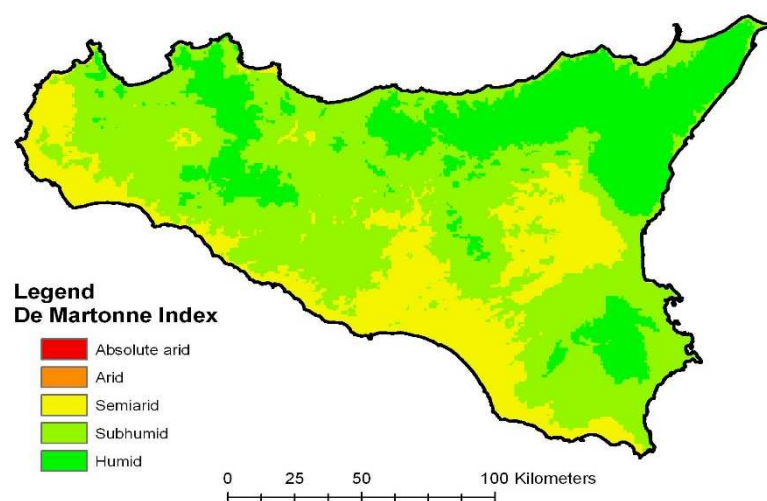 Legend
De Martonne Index
Absolute arid
Arid
Semiarid
Subhumid
Humid
0 25 50 100 Kilometers